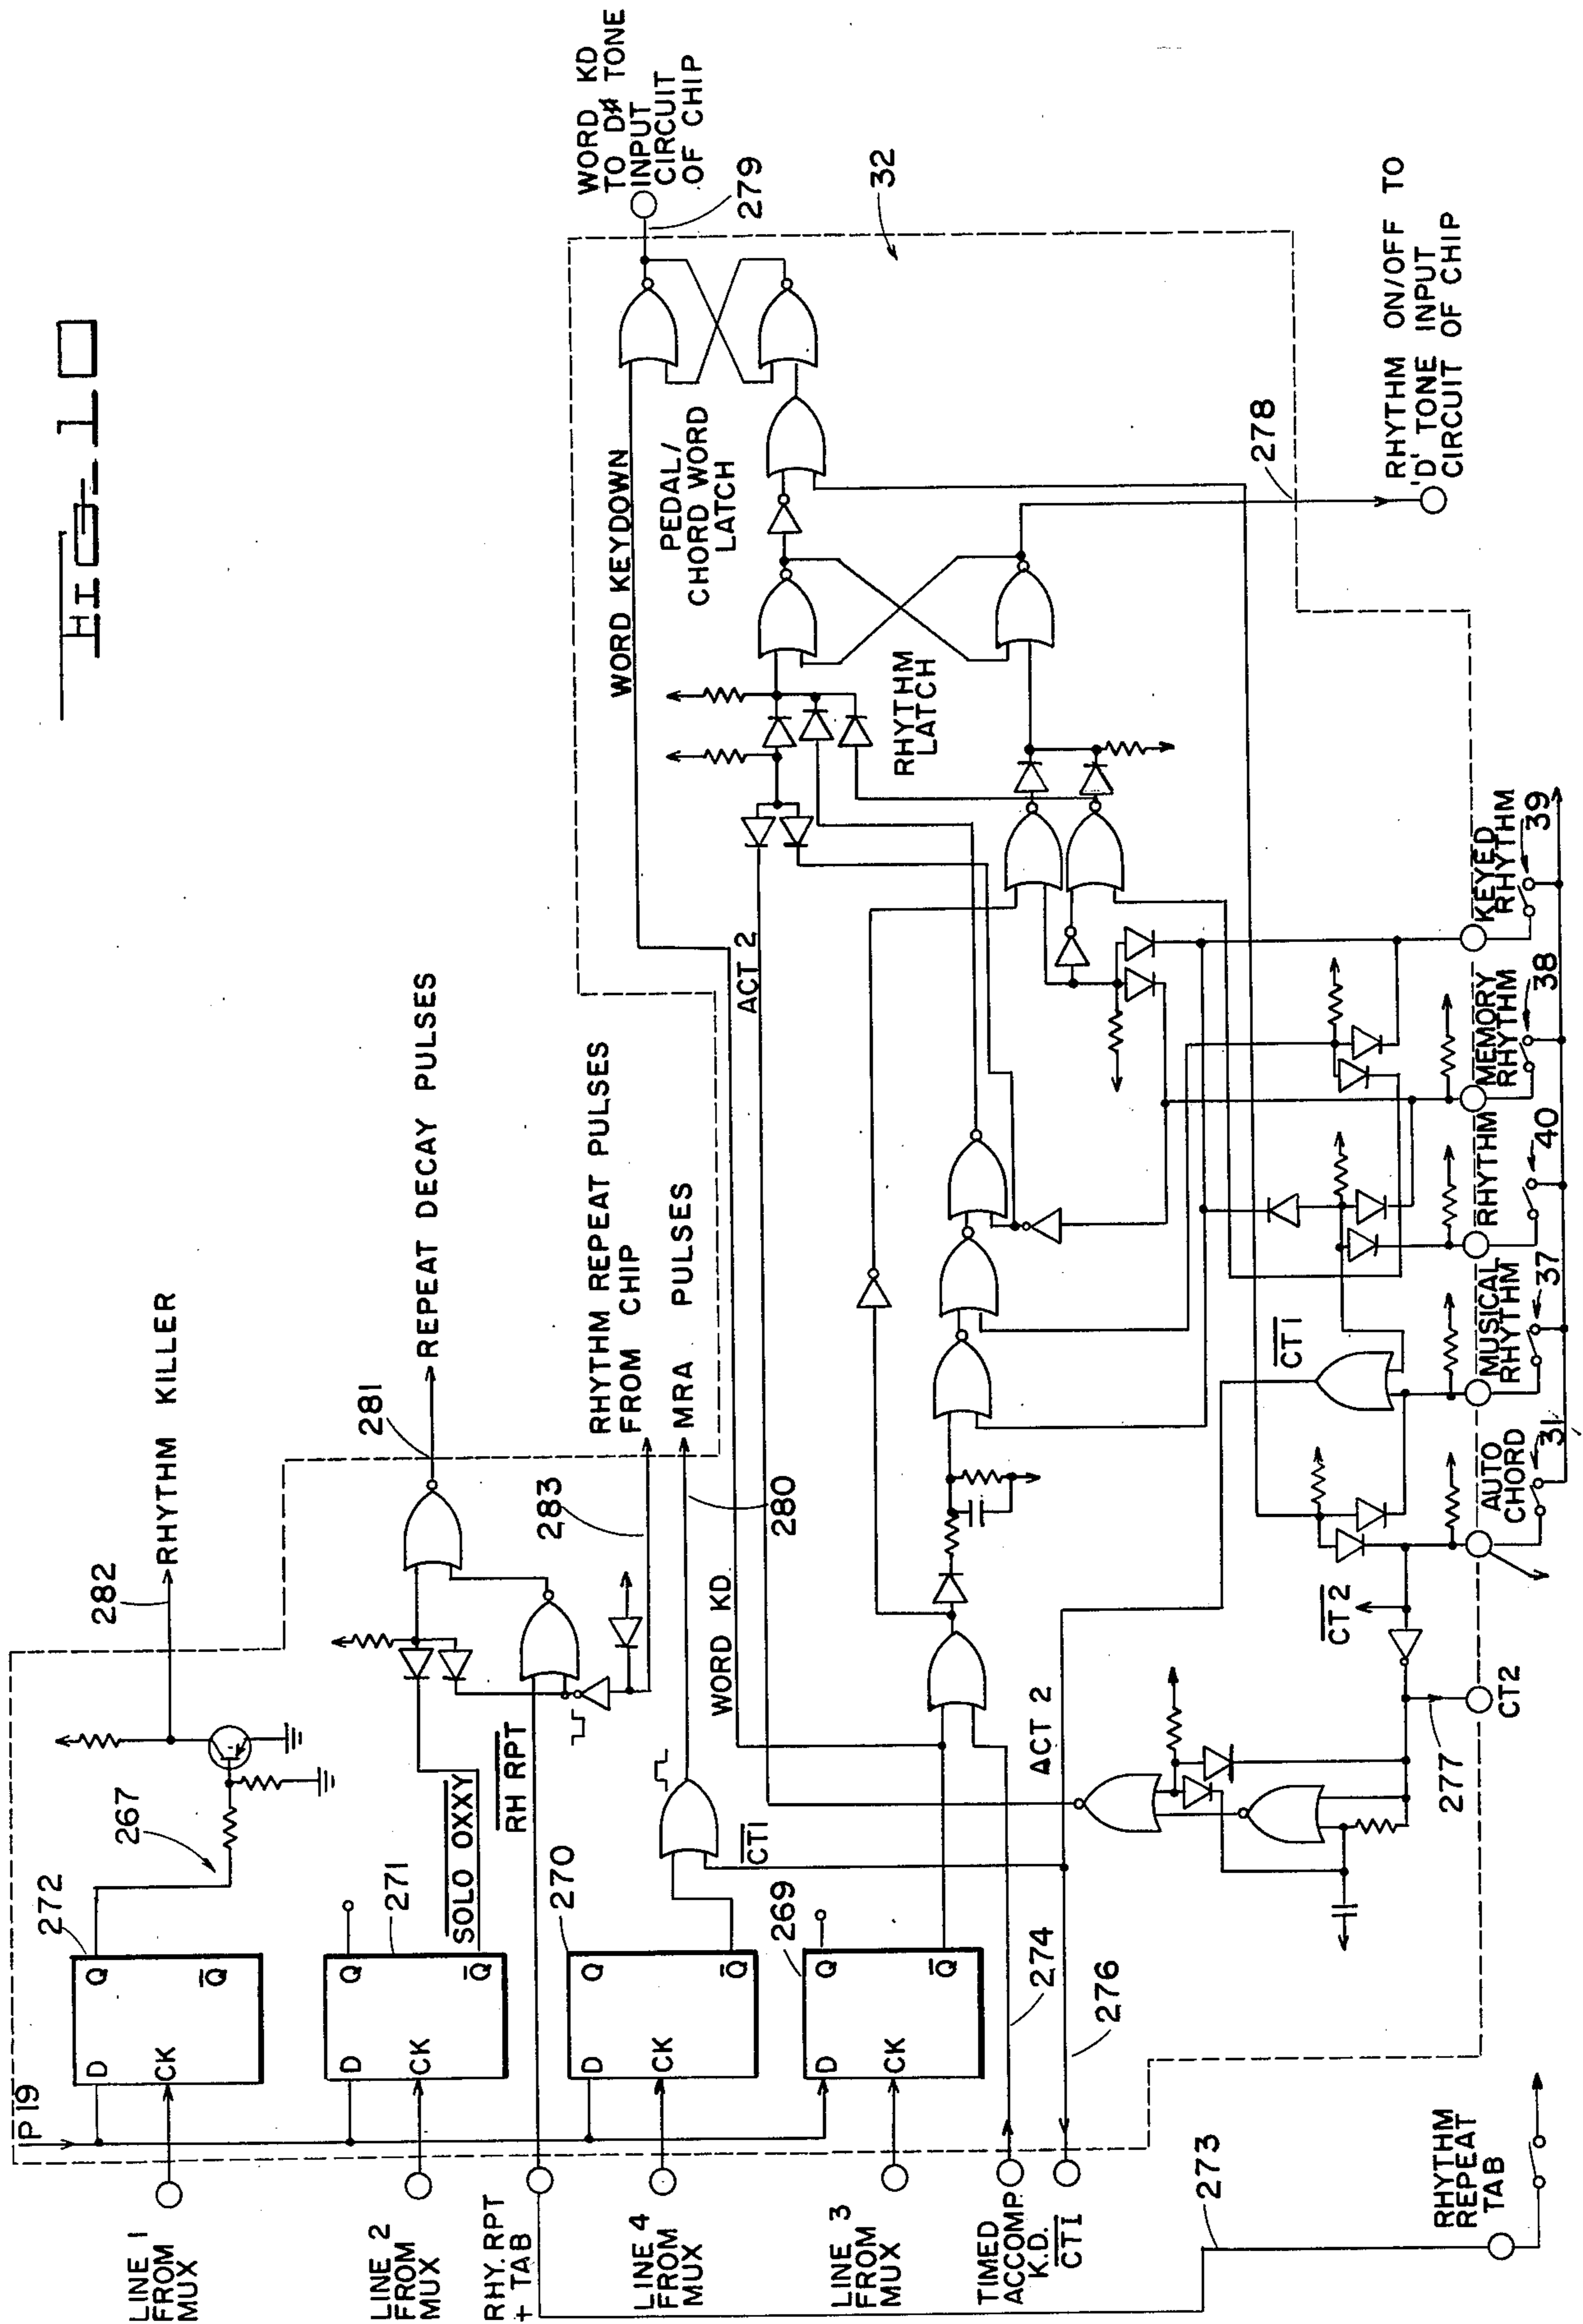 FIG-10
LINE 1
FROM
MUX
LINE 2
FROM
MUX
RHY. RPT
+ TAB
LINE 4
FROM
MUX
LINE 3
FROM
MUX
TIMED
ACCOMP.
K.D.
CT1
P19
D
Q
CK
Q
272
D
Q
CK
Q
271
D
Q
CK
Q
270
D
Q
CK
Q
269
267
282
RHYTHM KILLER
SOLO OXXY
RH RPT
281
REPEAT DECAY PULSES
283
RHYTHM REPEAT PULSES
FROM CHIP
MRA PULSES
280
CT1
WORD KD
ACT 2
WORD KEYDOWN
PEDAL/
CHORD WORD
LATCH
WORD KD
TO D# TONE
INPUT
CIRCUIT
OF CHIP
279
32
RHYTHM
LATCH
278
RHYTHM ON/OFF TO
'D' TONE INPUT
CIRCUIT OF CHIP
274
276
ACT 2
277
CT2
CT2
CT1
273
RHYTHM
REPEAT
TAB
AUTO
CHORD
31
MUSICAL
RHYTHM
37
RHYTHM
40
MEMORY
RHYTHM
38
KEYED
RHYTHM
39